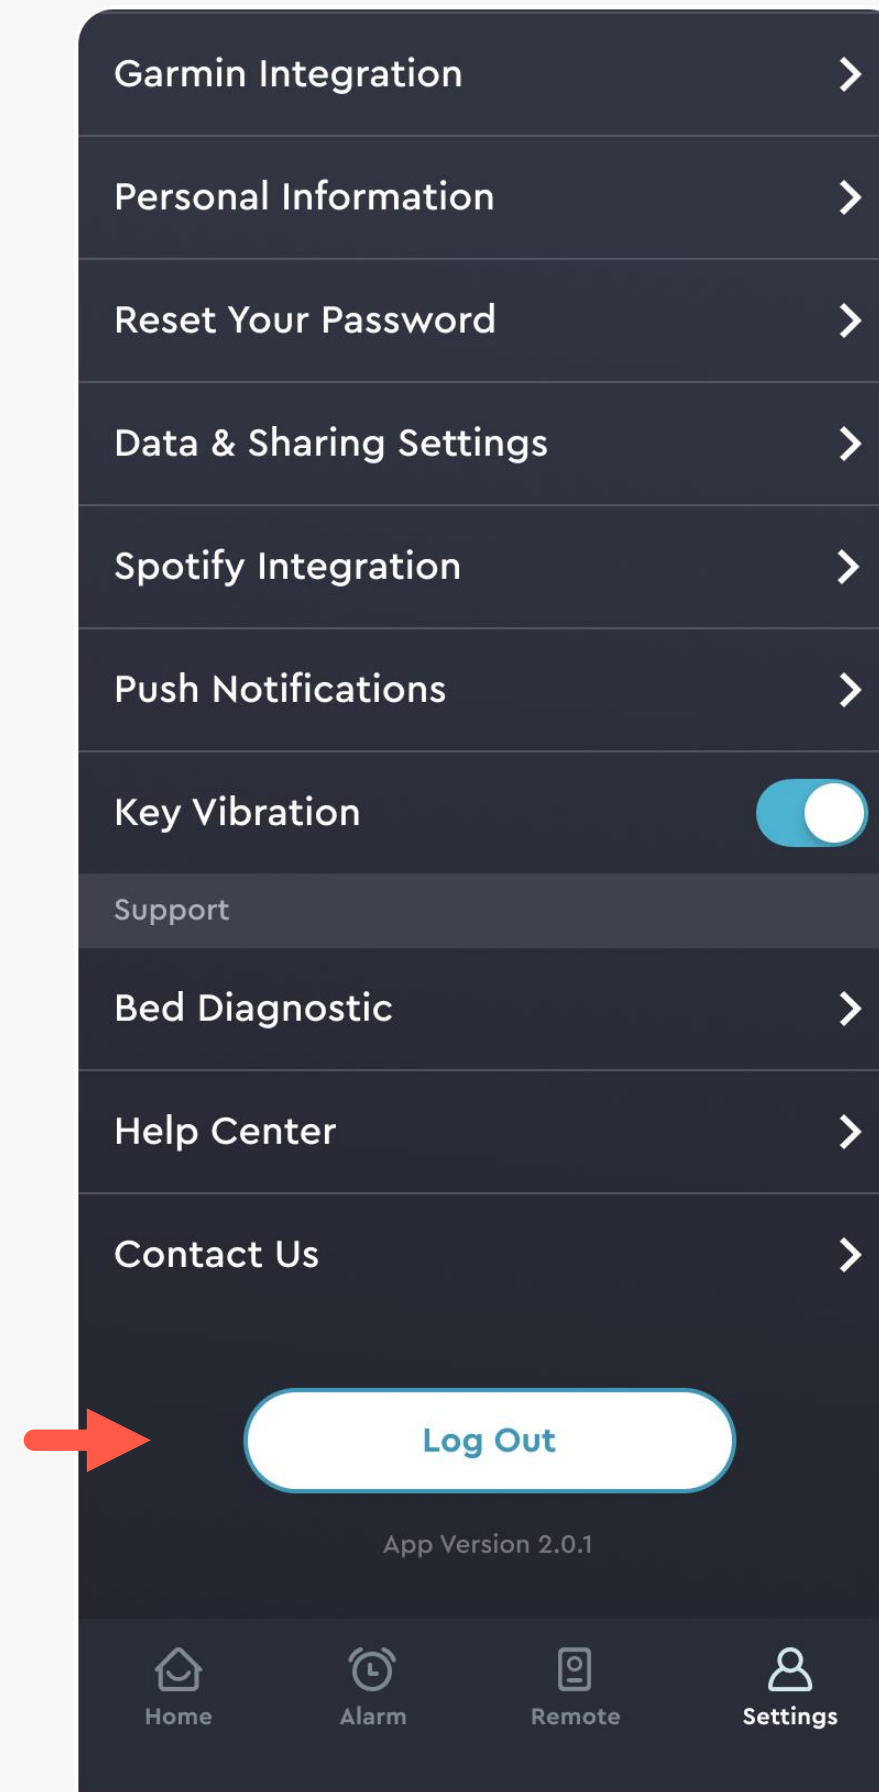 Garmin Integration
Personal Information
Reset Your Password
Data & Sharing Settings
Spotify Integration
Push Notifications
Key Vibration
Support
Bed Diagnostic
Help Center
Contact Us
Log Out
App Version 2.0.1
Home Alarm Remote Settings